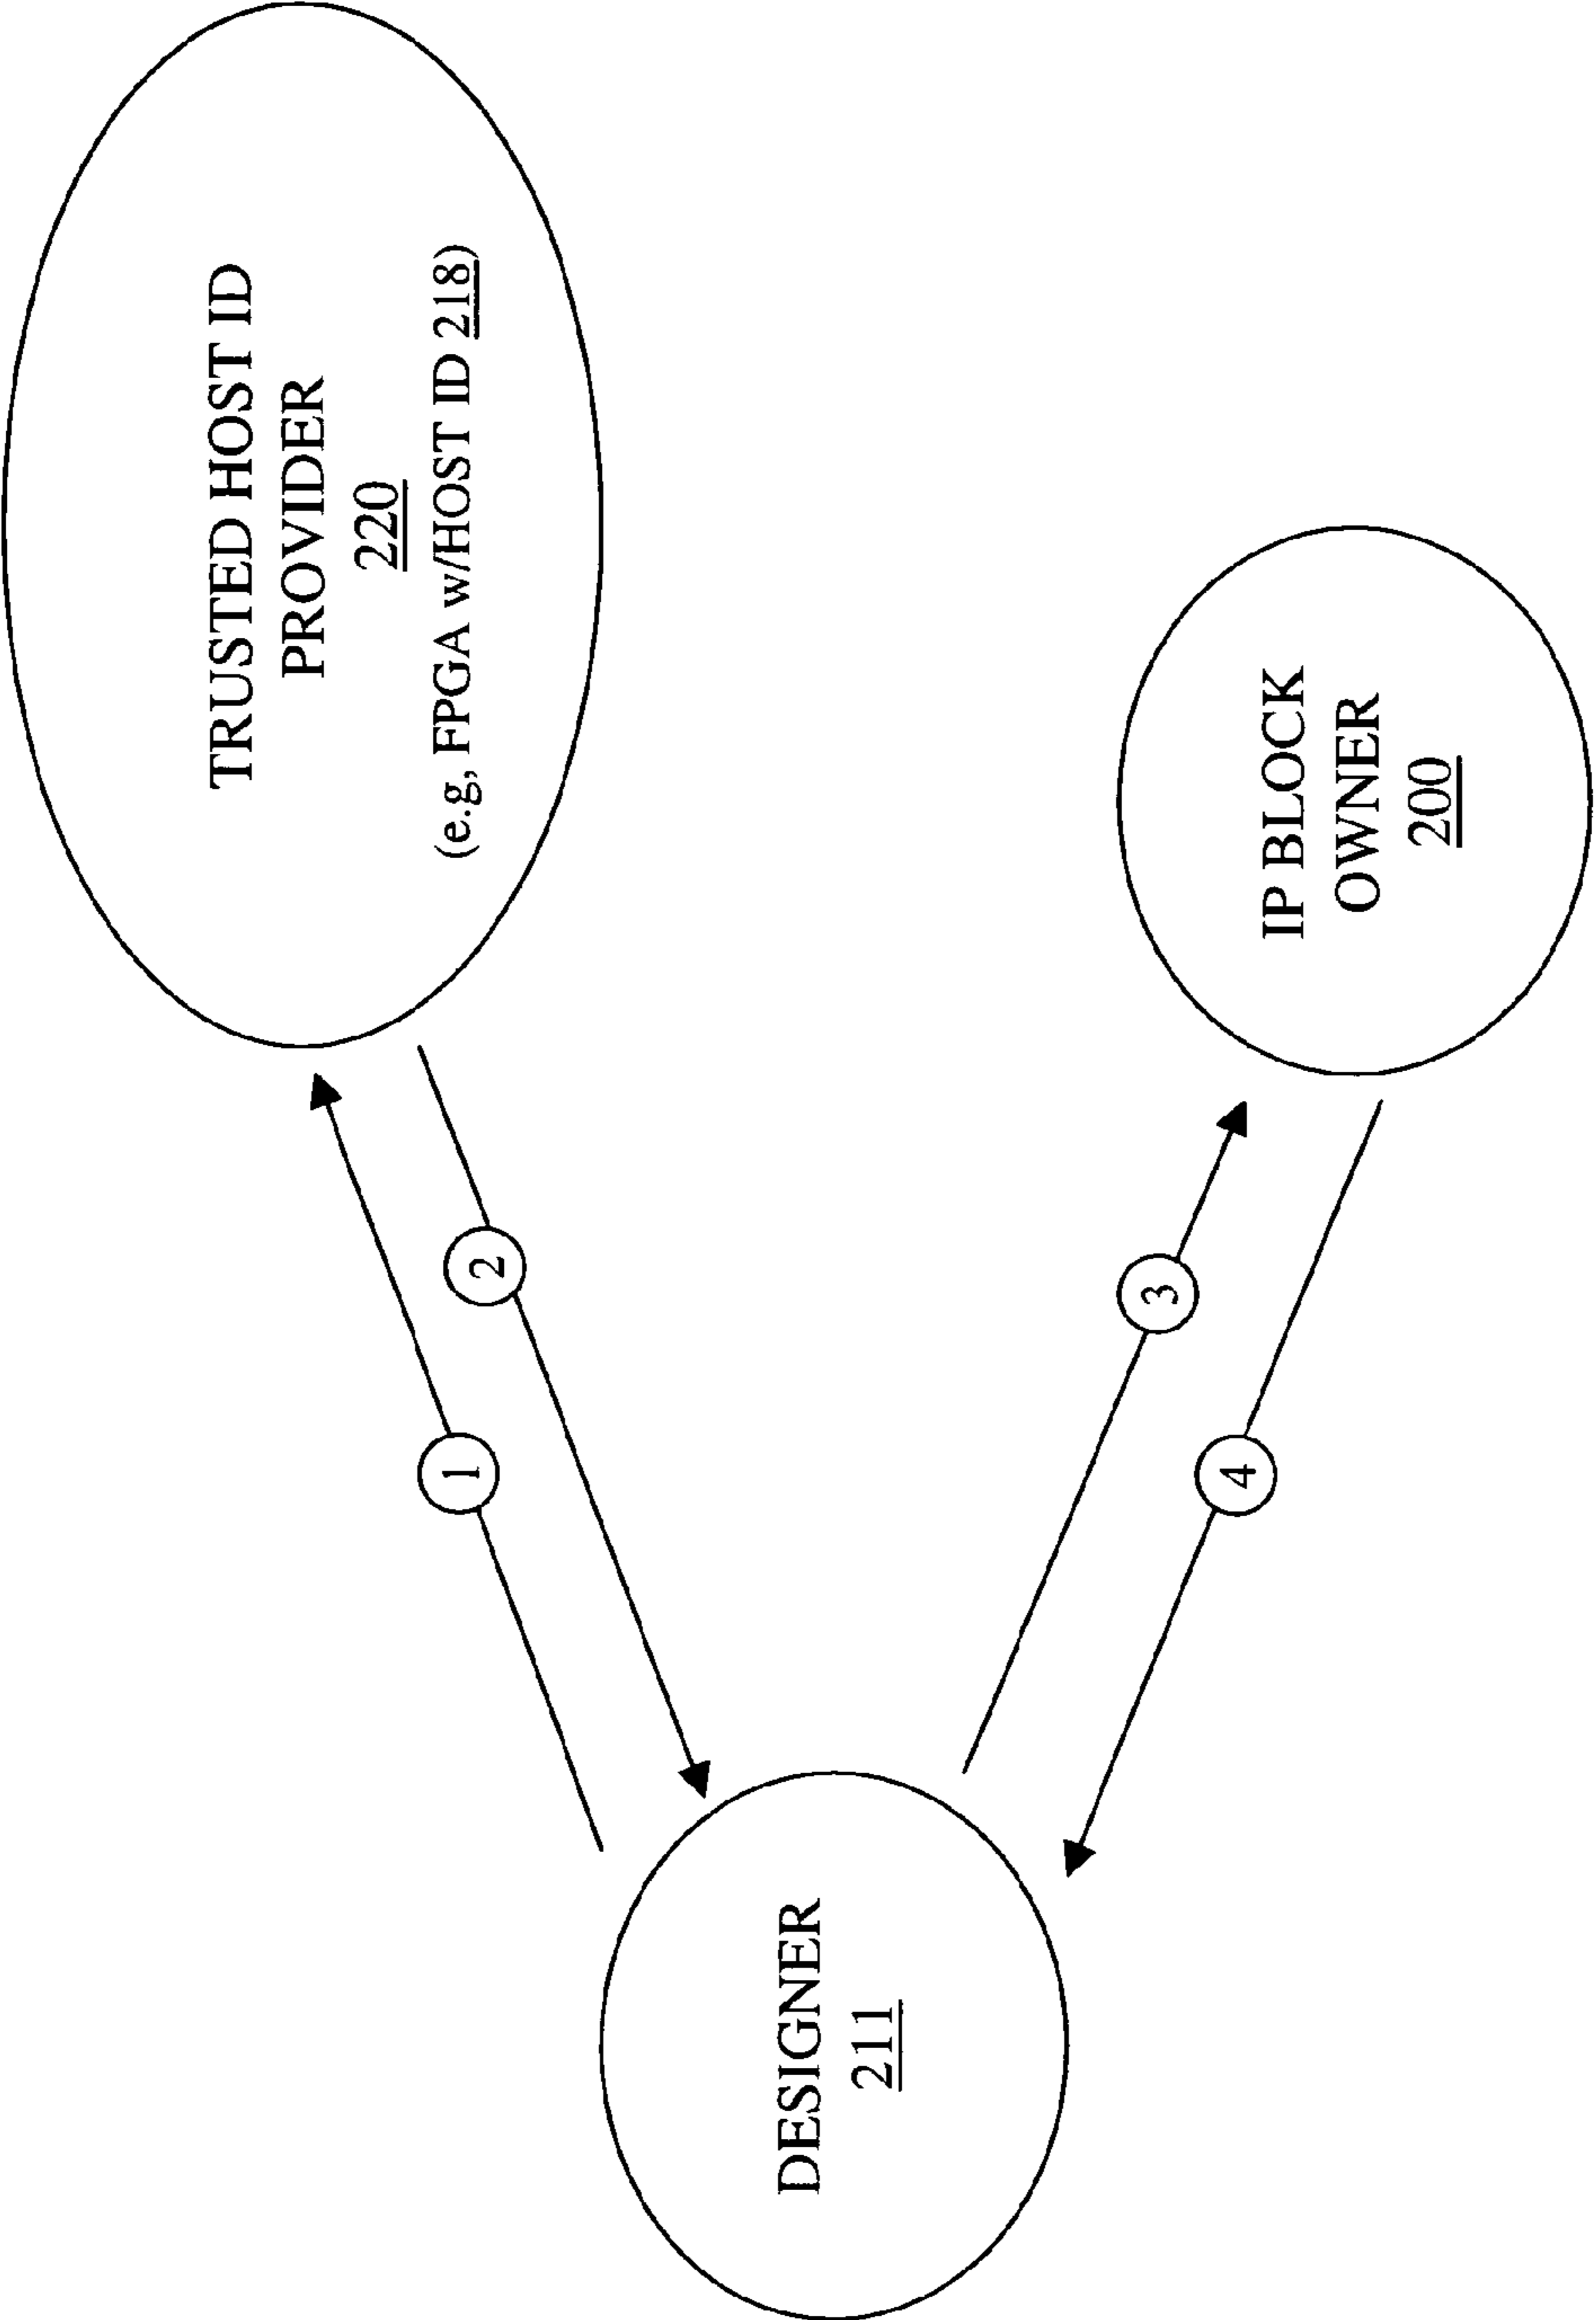 TRUSTED HOST ID
PROVIDER
220
(e.g, FPGA w/HOST ID 218)
1
2
DESIGNER
211
3
4
IP BLOCK
OWNER
200